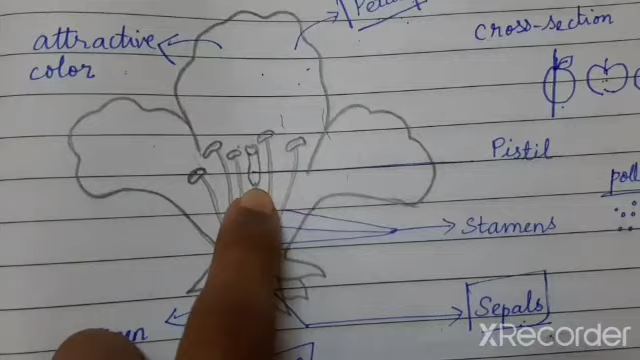 cross-section
attractive
color
Pistil
Stamens
Sepals
XRecorder